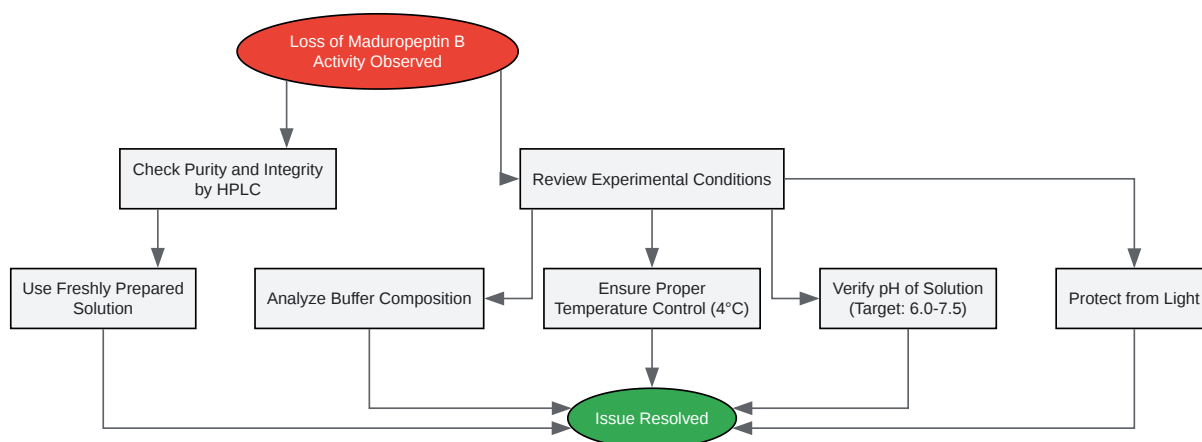 Loss of Maduropeptin B
Activity Observed
Check Purity and Integrity
by HPLC
Review Experimental Conditions
Use Freshly Prepared
Solution
Analyze Buffer Composition
Ensure Proper
Temperature Control (4°C)
Verify pH of Solution
(Target: 6.0-7.5)
Protect from Light
Issue Resolved